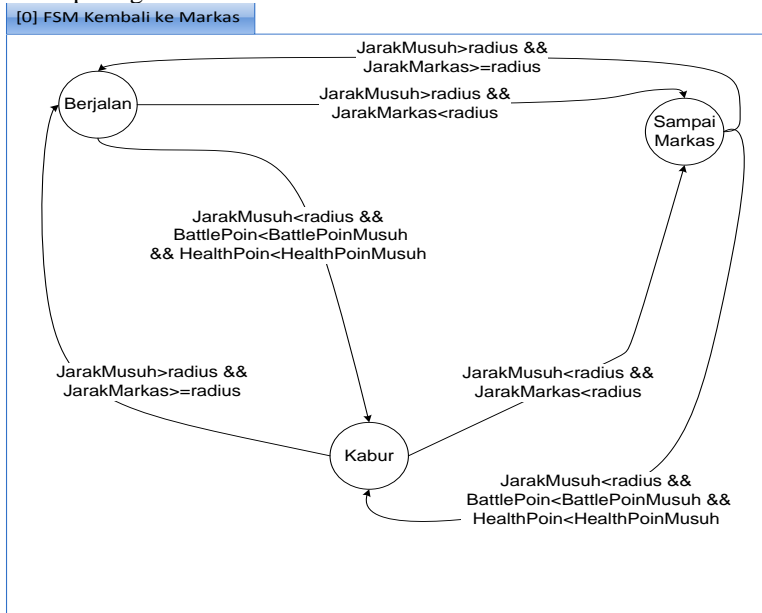 [0] FSM Kembali ke Markas
JarakMusuh>radius &&
JarakMarkas>=radius
Berjalan
JarakMusuh>radius &&
JarakMarkas<radius
Sampai
Markas
JarakMusuh<radius &&
BattlePoin<BattlePoinMusuh
&& HealthPoin<HealthPoinMusuh
JarakMusuh>radius &&
JarakMarkas>=radius
JarakMusuh<radius &&
JarakMarkas<radius
Kabur
JarakMusuh<radius &&
BattlePoin<BattlePoinMusuh &&
HealthPoin<HealthPoinMusuh